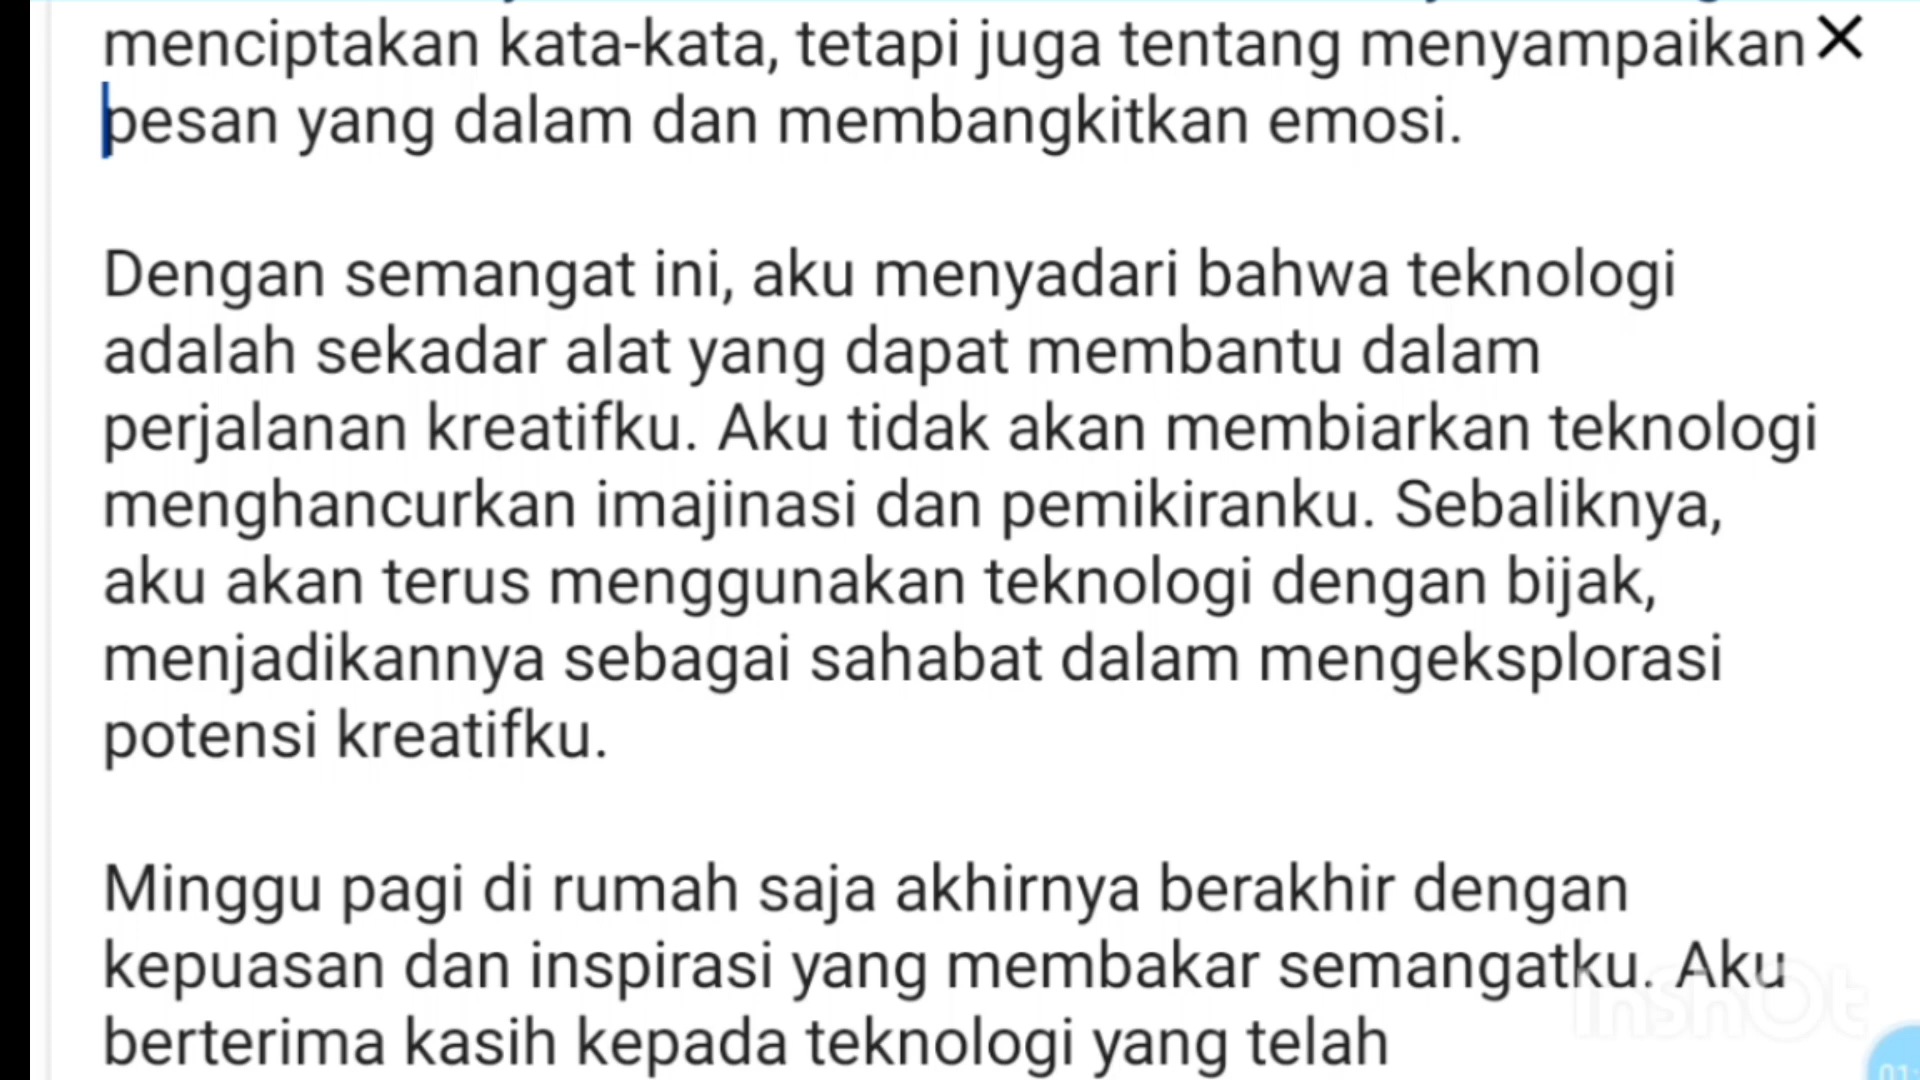 menciptakan kata-kata, tetapi juga tentang menyampaikan
pesan yang dalam dan membangkitkan emosi.
Dengan semangat ini, aku menyadari bahwa teknologi
adalah sekadar alat yang dapat membantu dalam
perjalanan kreatifku. Aku tidak akan membiarkan teknologi
menghancurkan imajinasi dan pemikiranku. Sebaliknya,
aku akan terus menggunakan teknologi dengan bijak,
menjadikannya sebagai sahabat dalam mengeksplorasi
potensi kreatifku.
Minggu pagi di rumah saja akhirnya berakhir dengan
kepuasan dan inspirasi yang membakar semangatku. Aku
berterima kasih kepada teknologi yang telah
InShOt
01: